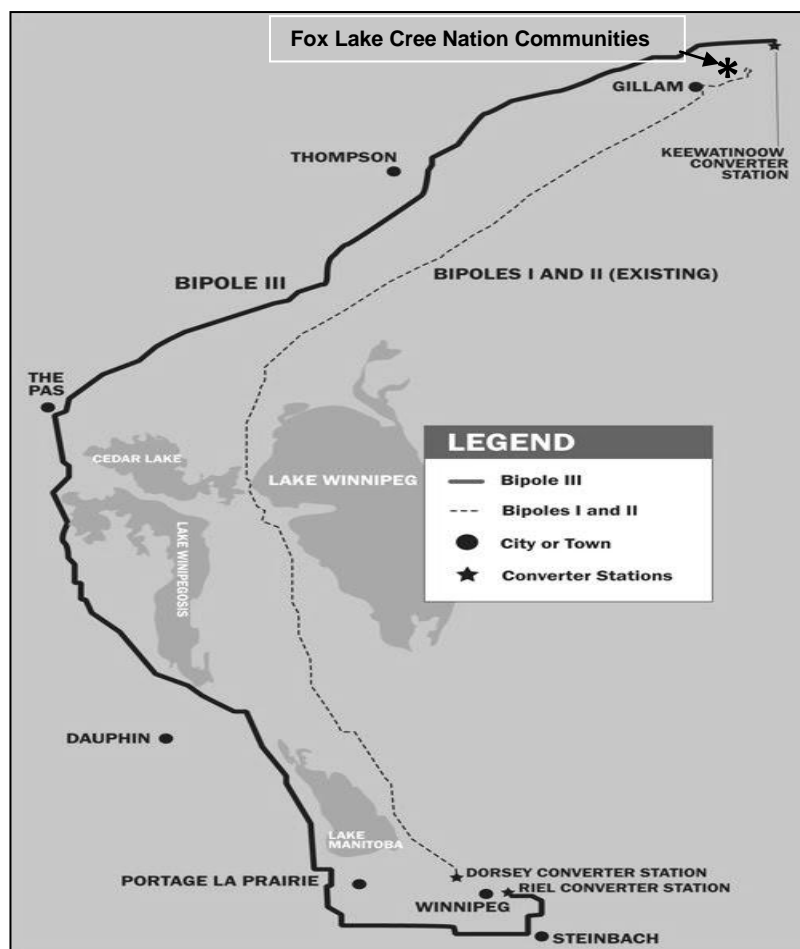 Fox Lake Cree Nation Communities
GILLAM
THOMPSON
KEEWATINOOW
CONVERTER
STATION
BIPOLE III
BIPOLES I AND II (EXISTING)
THE
PAS
CEDAR LAKE
LAKE WINNIPEG
LAKE WINIPEGOSIS
LEGEND
Bipole III
Bipoles I and II
City or Town
Converter Stations
DAUPHIN
LAKE
MANITOBA
PORTAGE LA PRAIRIE
DORSEY CONVERTER STATION
RIEL CONVERTER STATION
WINNIPEG
STEINBACH